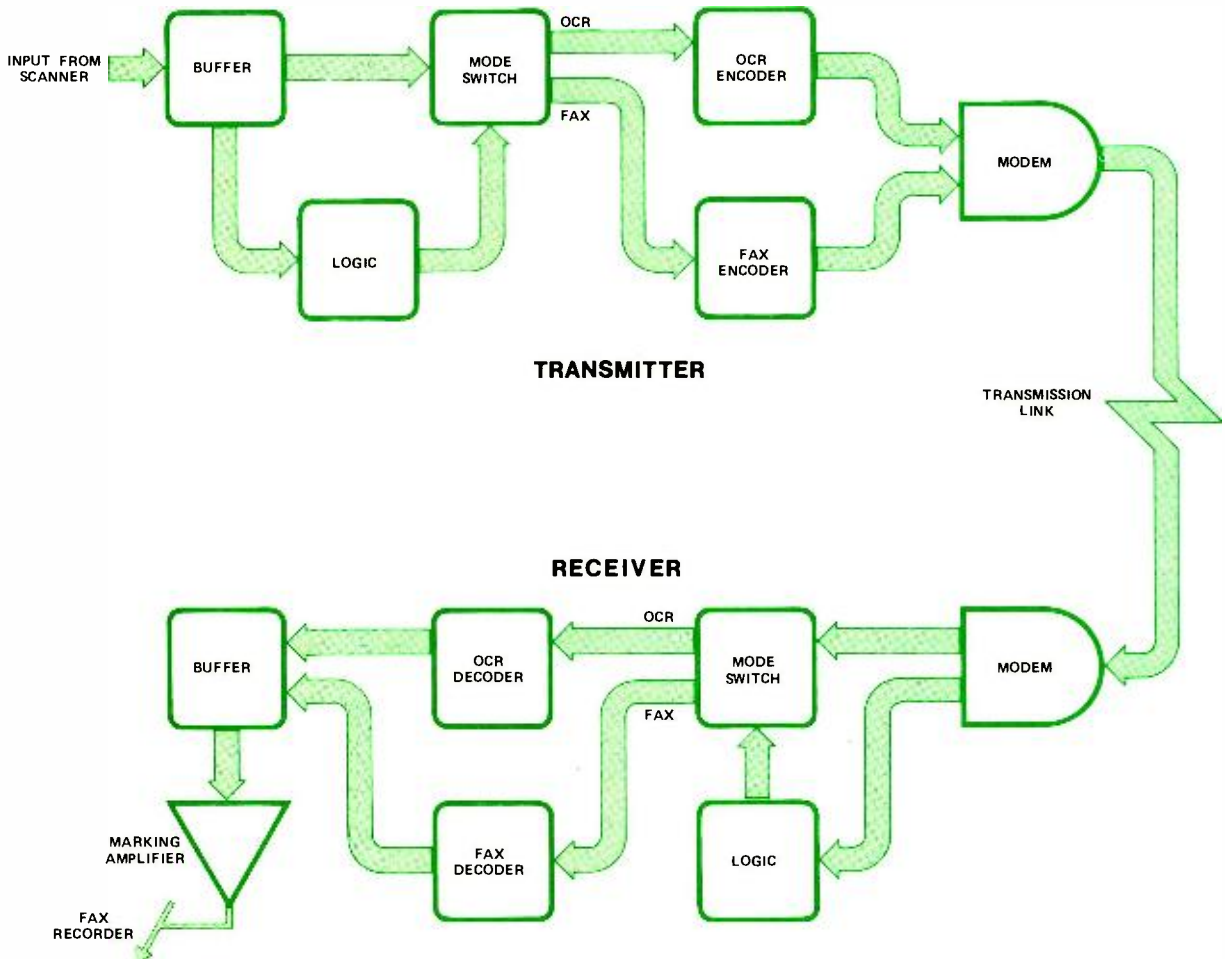 INPUT FROM
SCANNER
BUFFER
MODE
SWITCH
OCR
FAX
OCR
ENCODER
MODEM
LOGIC
FAX
ENCODER
TRANSMITTER
TRANSMISSION
LINK
RECEIVER
BUFFER
OCR
DECODER
OCR
FAX
MODE
SWITCH
MODEM
MARKING
AMPLIFIER
FAX
DECODER
LOGIC
FAX
RECORDER